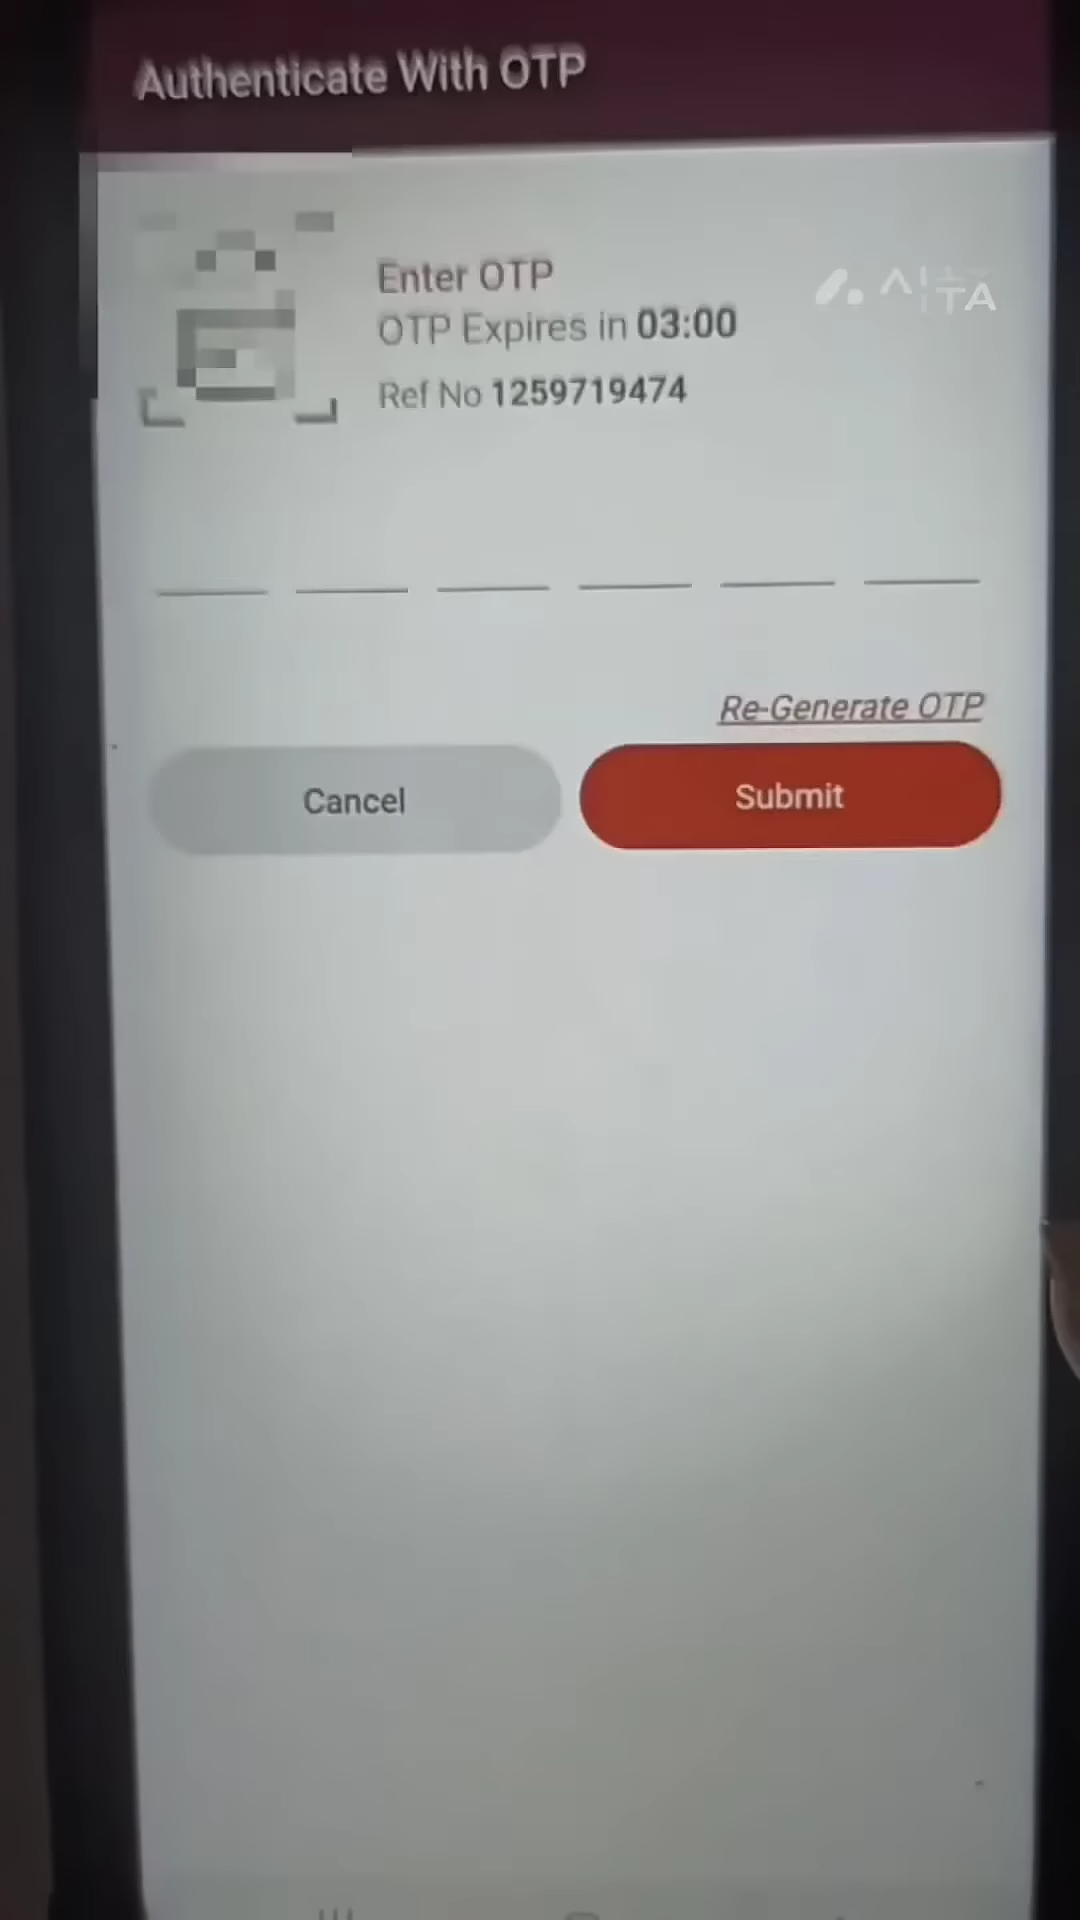 Authenticate With OTP
Enter OTP
OTP Expires in 03:00
Ref No 1259719474
Re-Generate OTP
Cancel
Submit